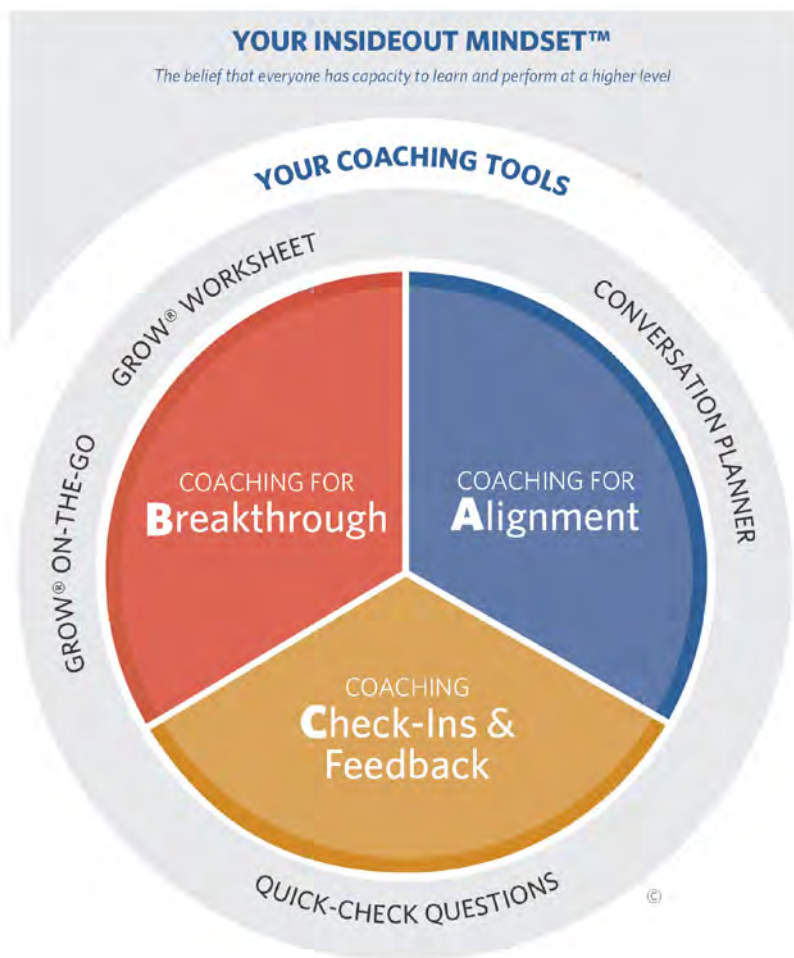 YOUR INSIDEOUT MINDSET™
The belief that everyone has capacity to learn and perform at a higher level
YOUR COACHING TOOLS
GROW® WORKSHEET
CONVERSATION PLANNER
GROW® ON-THE-GO
COACHING FOR
Breakthrough
COACHING FOR
Alignment
COACHING
Check-Ins &
Feedback
QUICK-CHECK QUESTIONS
©